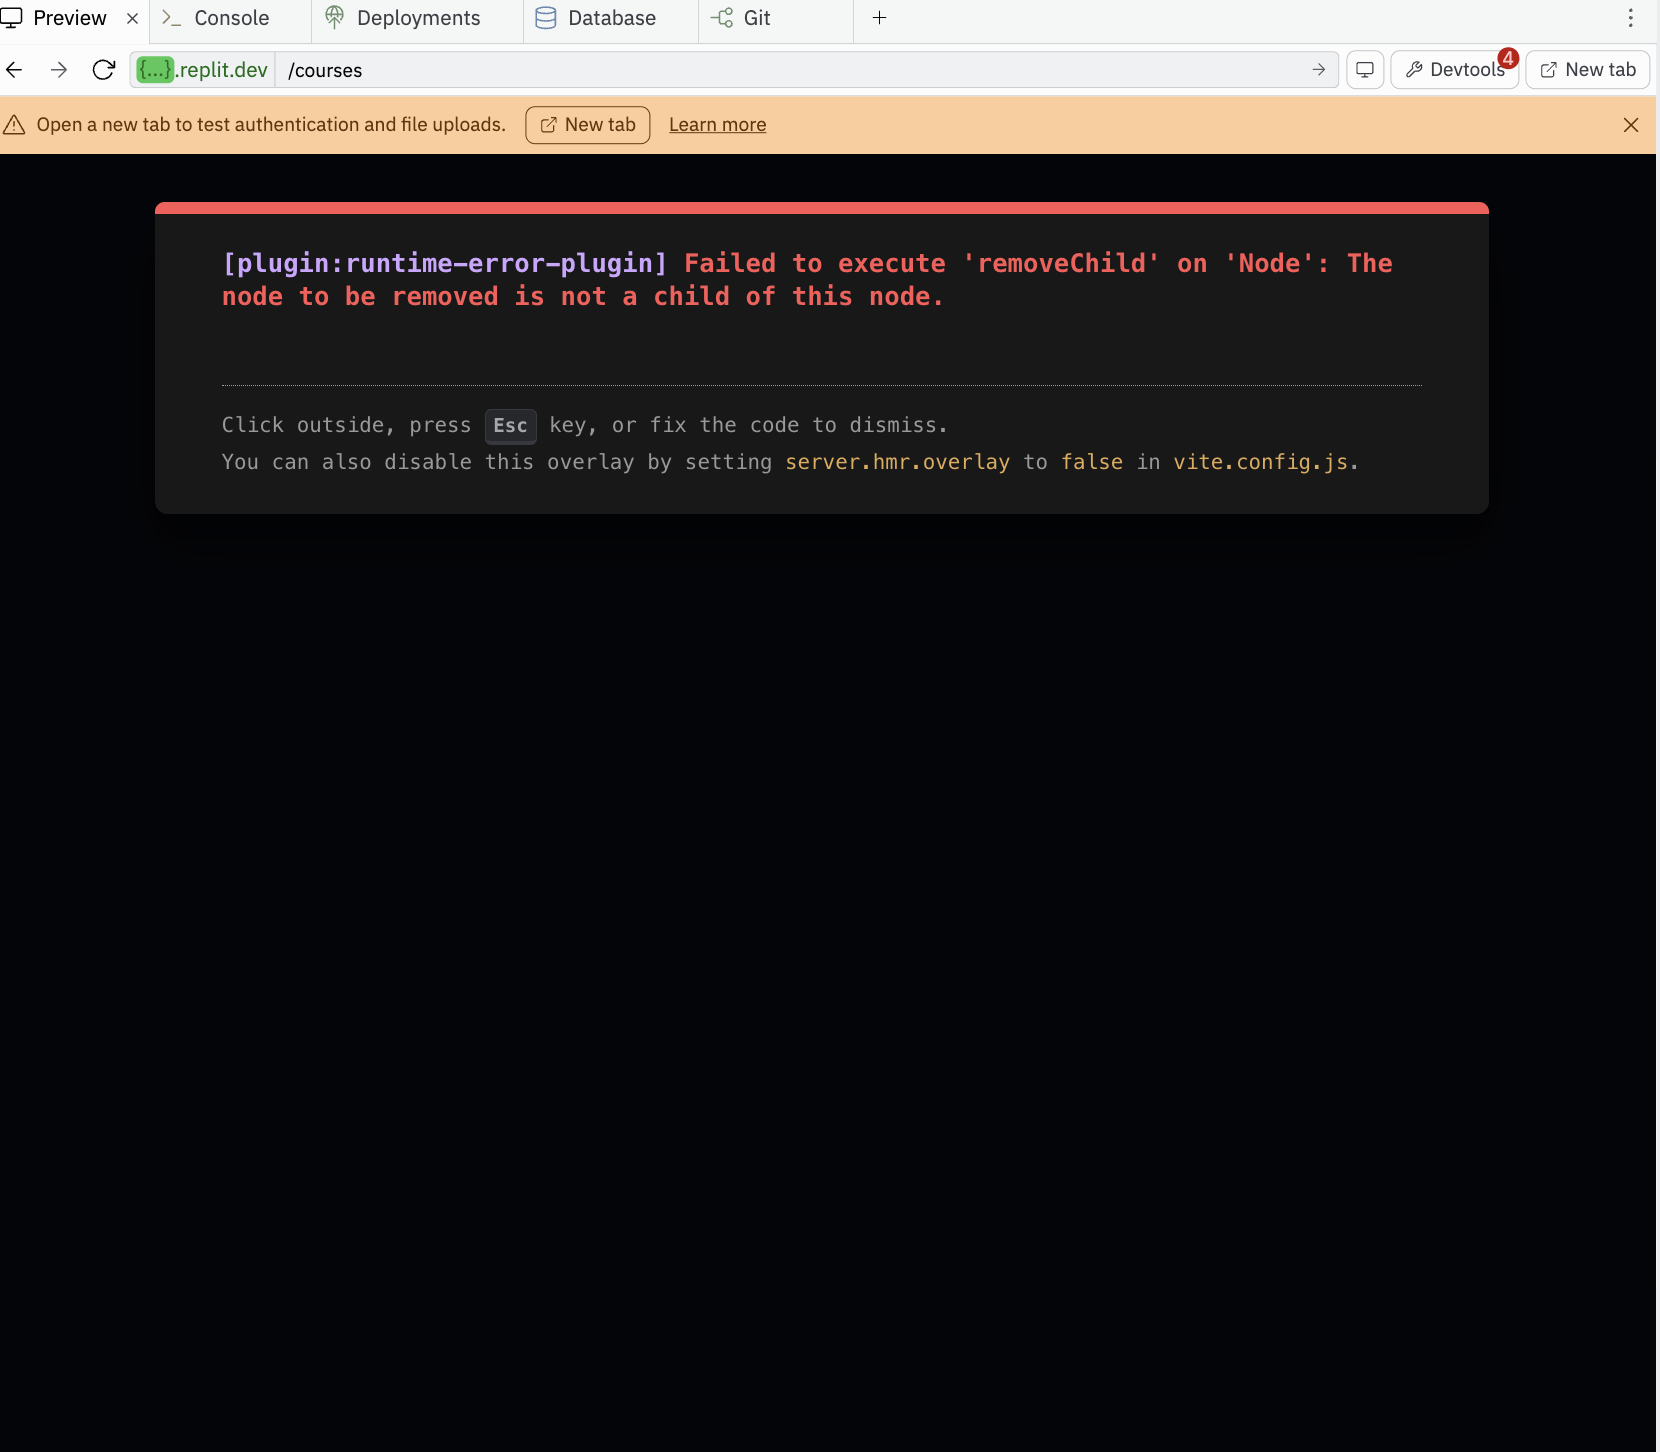 Preview
Console
Deployments
Database
Git
{...}.replit.dev
/courses
Devtools
4
New tab
Open a new tab to test authentication and file uploads.
New tab
Learn more
[plugin:runtime-error-plugin] Failed to execute 'removeChild' on 'Node': The
node to be removed is not a child of this node.
Click outside, press Esc key, or fix the code to dismiss.
You can also disable this overlay by setting server.hmr.overlay to false in vite.config.js.